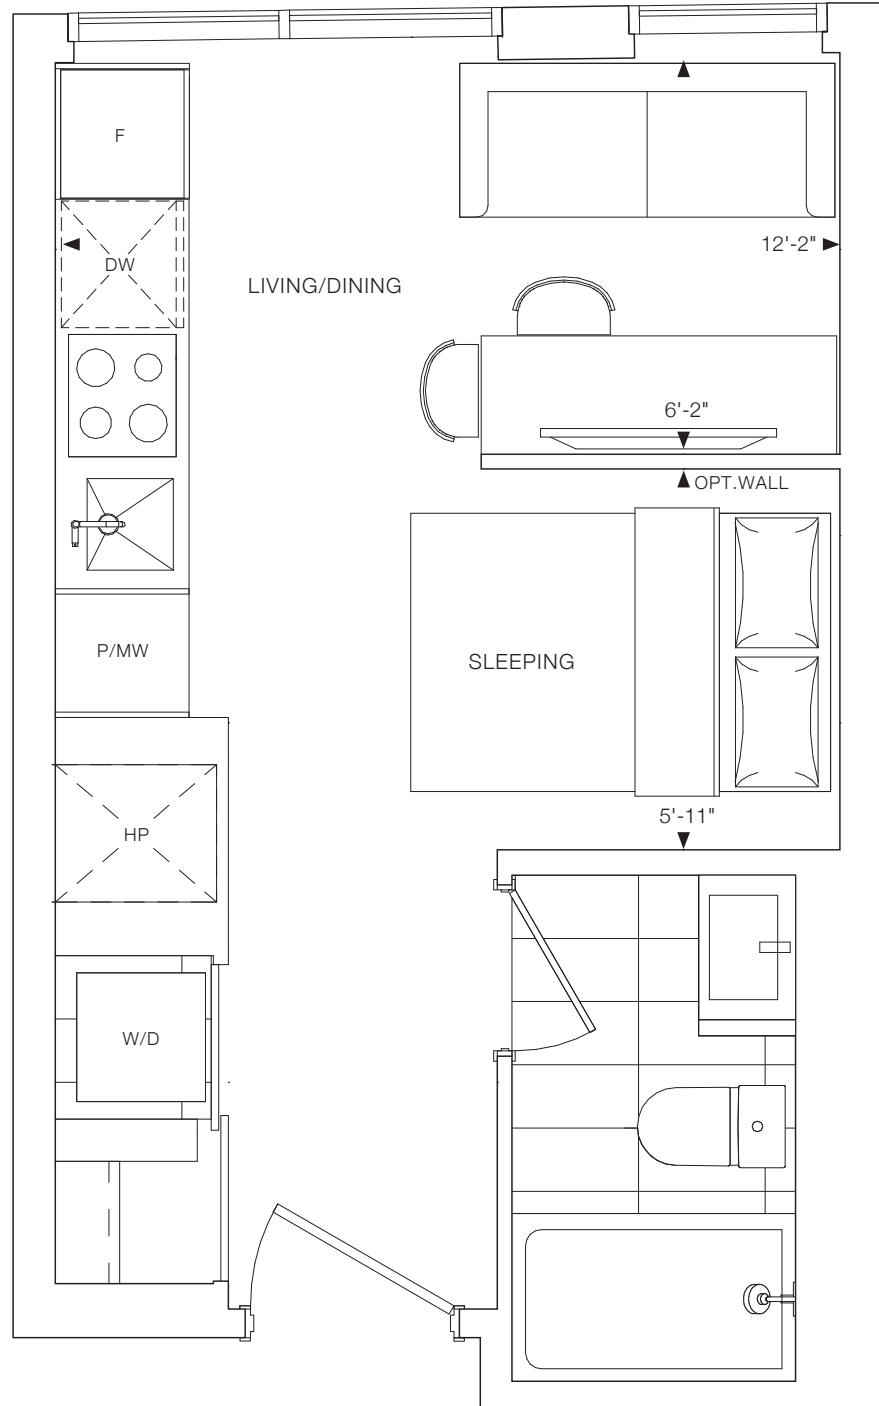 F
12'-2"
DW
LIVING/DINING
6'-2"
OPT.WALL
P/MW
SLEEPING
5'-11"
HP
W/D